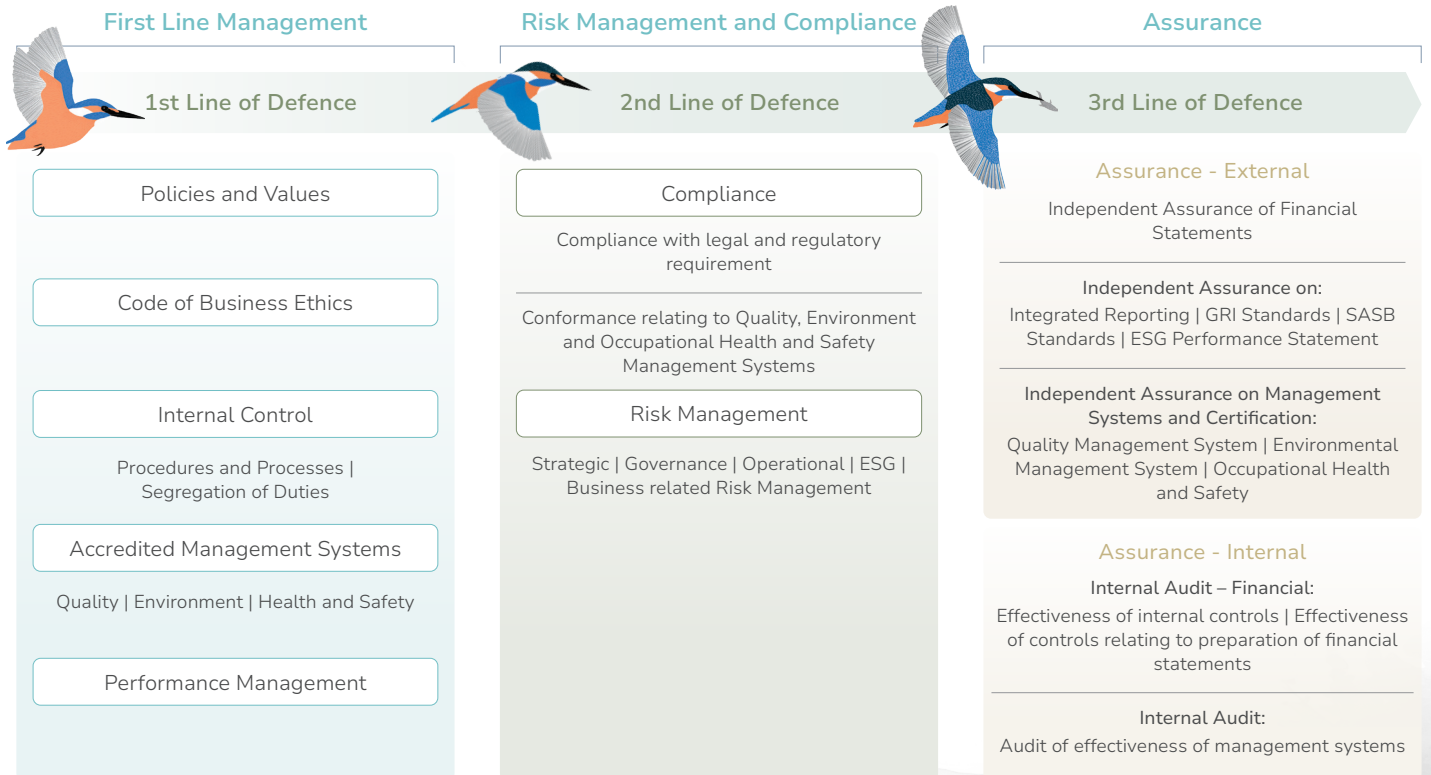 First Line Management
1st Line of Defence
Policies and Values
Code of Business Ethics
Internal Control
Procedures and Processes |
Segregation of Duties
Accredited Management Systems
Quality | Environment | Health and Safety
Performance Management
Risk Management and Compliance
2nd Line of Defence
Compliance
Compliance with legal and regulatory
requirement
Conformance relating to Quality, Environment
and Occupational Health and Safety
Management Systems
Risk Management
Strategic | Governance | Operational | ESG |
Business related Risk Management
Assurance
3rd Line of Defence
Assurance - External
Independent Assurance of Financial
Statements
Independent Assurance on:
Integrated Reporting | GRI Standards | SASB
Standards | ESG Performance Statement
Independent Assurance on Management
Systems and Certification:
Quality Management System | Environmental
Management System | Occupational Health
and Safety
Assurance - Internal
Internal Audit – Financial:
Effectiveness of internal controls | Effectiveness
of controls relating to preparation of financial
statements
Internal Audit:
Audit of effectiveness of management systems